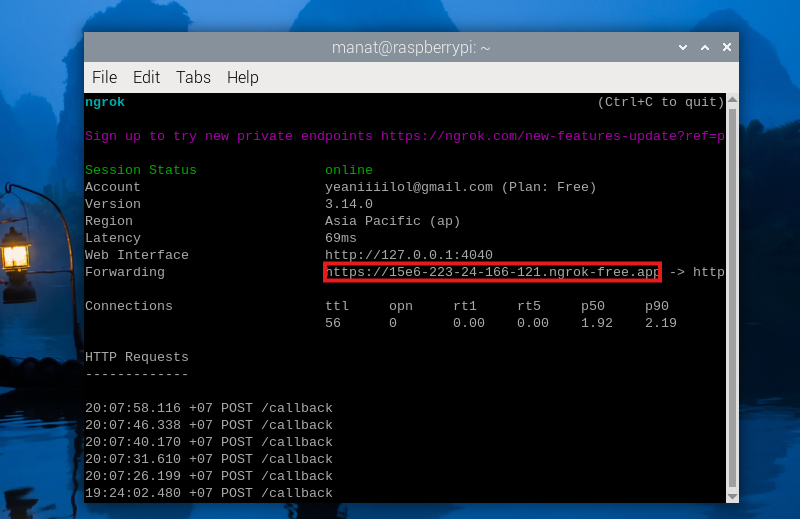 manat@raspberrypi: ~
File Edit Tabs Help
ngrok (Ctrl+C to quit)
Sign up to try new private endpoints https://ngrok.com/new-features-update?ref=p
Session Status online
Account yeaniiiilol@gmail.com (Plan: Free)
Version 3.14.0
Region Asia Pacific (ap)
Latency 69ms
Web Interface http://127.0.0.1:4040
Forwarding https://15e6-223-24-166-121.ngrok-free.app -> http
Connections ttl opn rt1 rt5 p50 p90
56 0 0.00 0.00 1.92 2.19
HTTP Requests
-------------
20:07:58.116 +07 POST /callback
20:07:46.338 +07 POST /callback
20:07:40.170 +07 POST /callback
20:07:31.610 +07 POST /callback
20:07:26.199 +07 POST /callback
19:24:02.480 +07 POST /callback